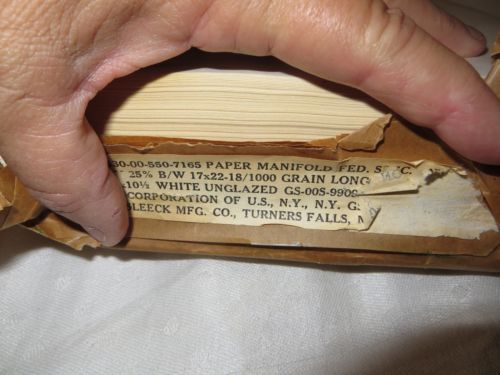 30-00-550-7165 PAPER MANIFOLD FED. S C.
25% B/W 17x22-18/1000 GRAIN LONG
10½ WHITE UNGLAZED GS-00S-9908
CORPORATION OF U.S., N.Y., N.Y. G
BLEECK MFG. CO., TURNERS FALLS,